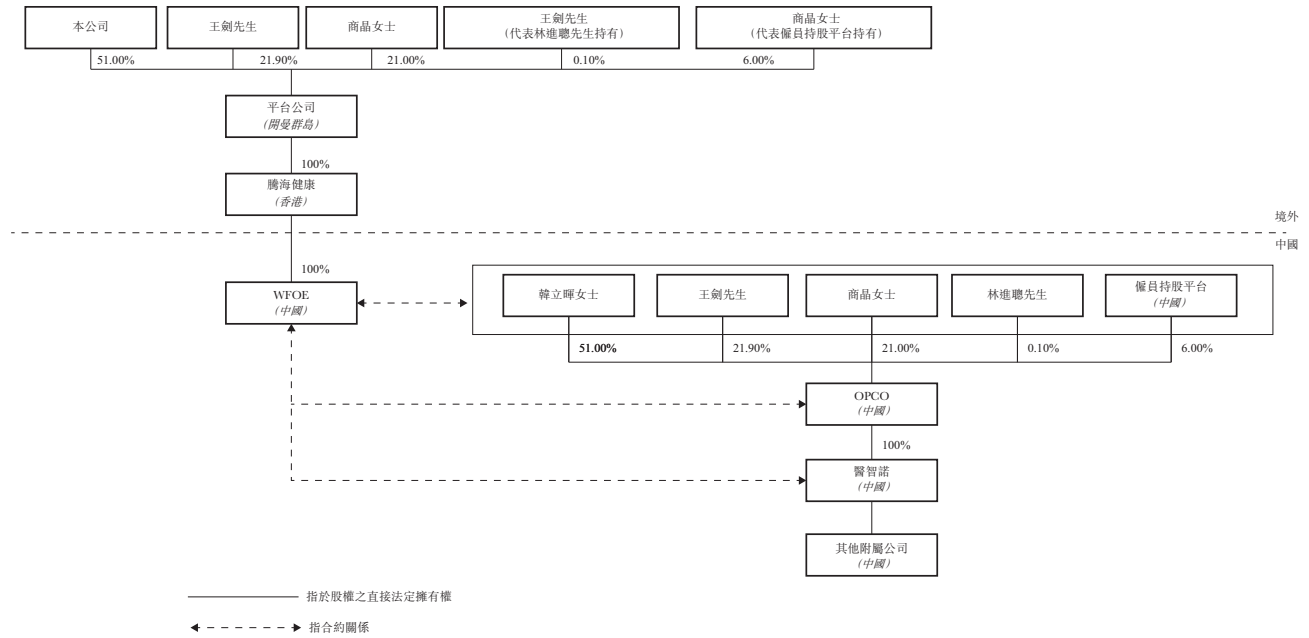 本公司
王劍先生
商晶女士
王劍先生
(代表林進聰先生持有)
商晶女士
(代表僱員持股平台持有)
51.00%
21.90%
21.00%
0.10%
6.00%
平台公司
(開曼群島)
100%
騰海健康
(香港)
境外
中國
100%
WFOE
(中國)
韓立暉女士
王劍先生
商晶女士
林進聰先生
僱員持股平台
(中國)
51.00%
21.90%
21.00%
0.10%
6.00%
OPCO
(中國)
100%
醫智諾
(中國)
其他附屬公司
(中國)
指於股權之直接法定擁有權
指合約關係